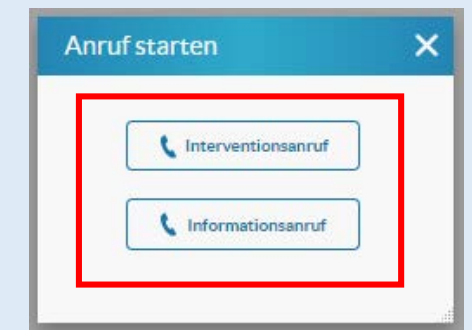 Anruf starten
Interventionsanruf
Informationsanruf